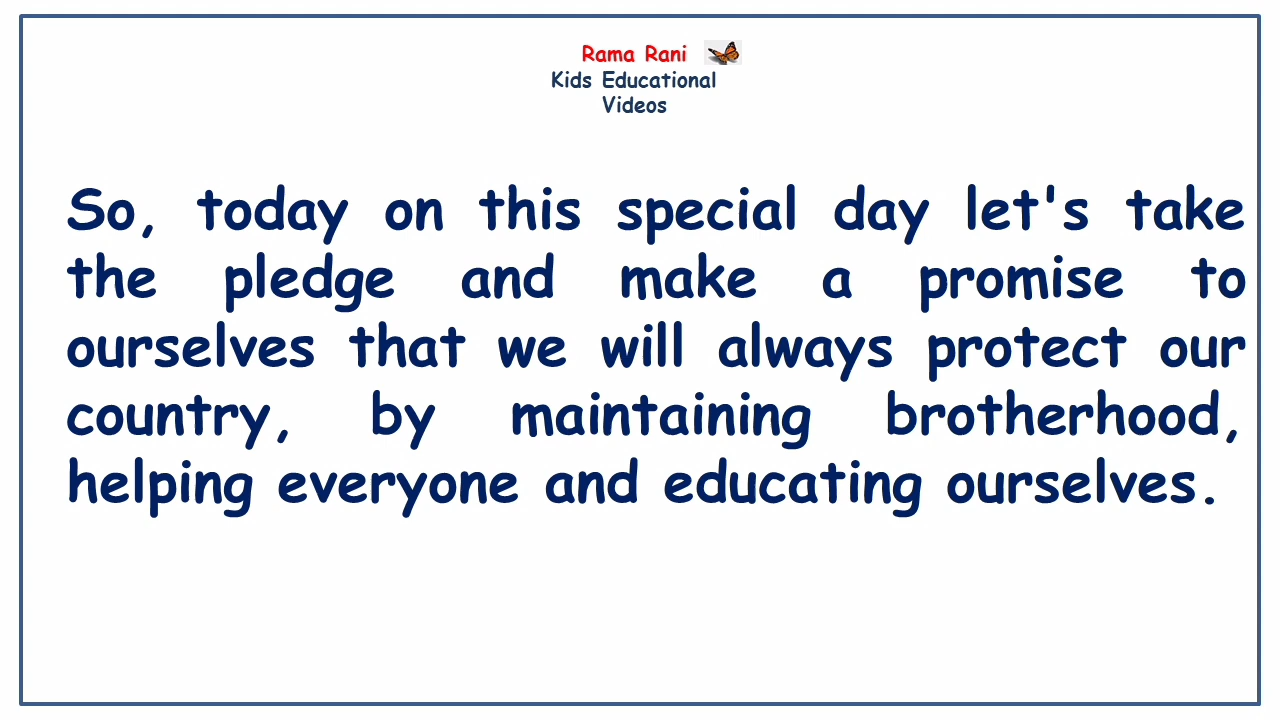 Rama Rani
Kids Educational
Videos
So, today on this special day let's take
the pledge and make a promise to
ourselves that we will always protect our
country, by maintaining brotherhood,
helping everyone and educating ourselves.